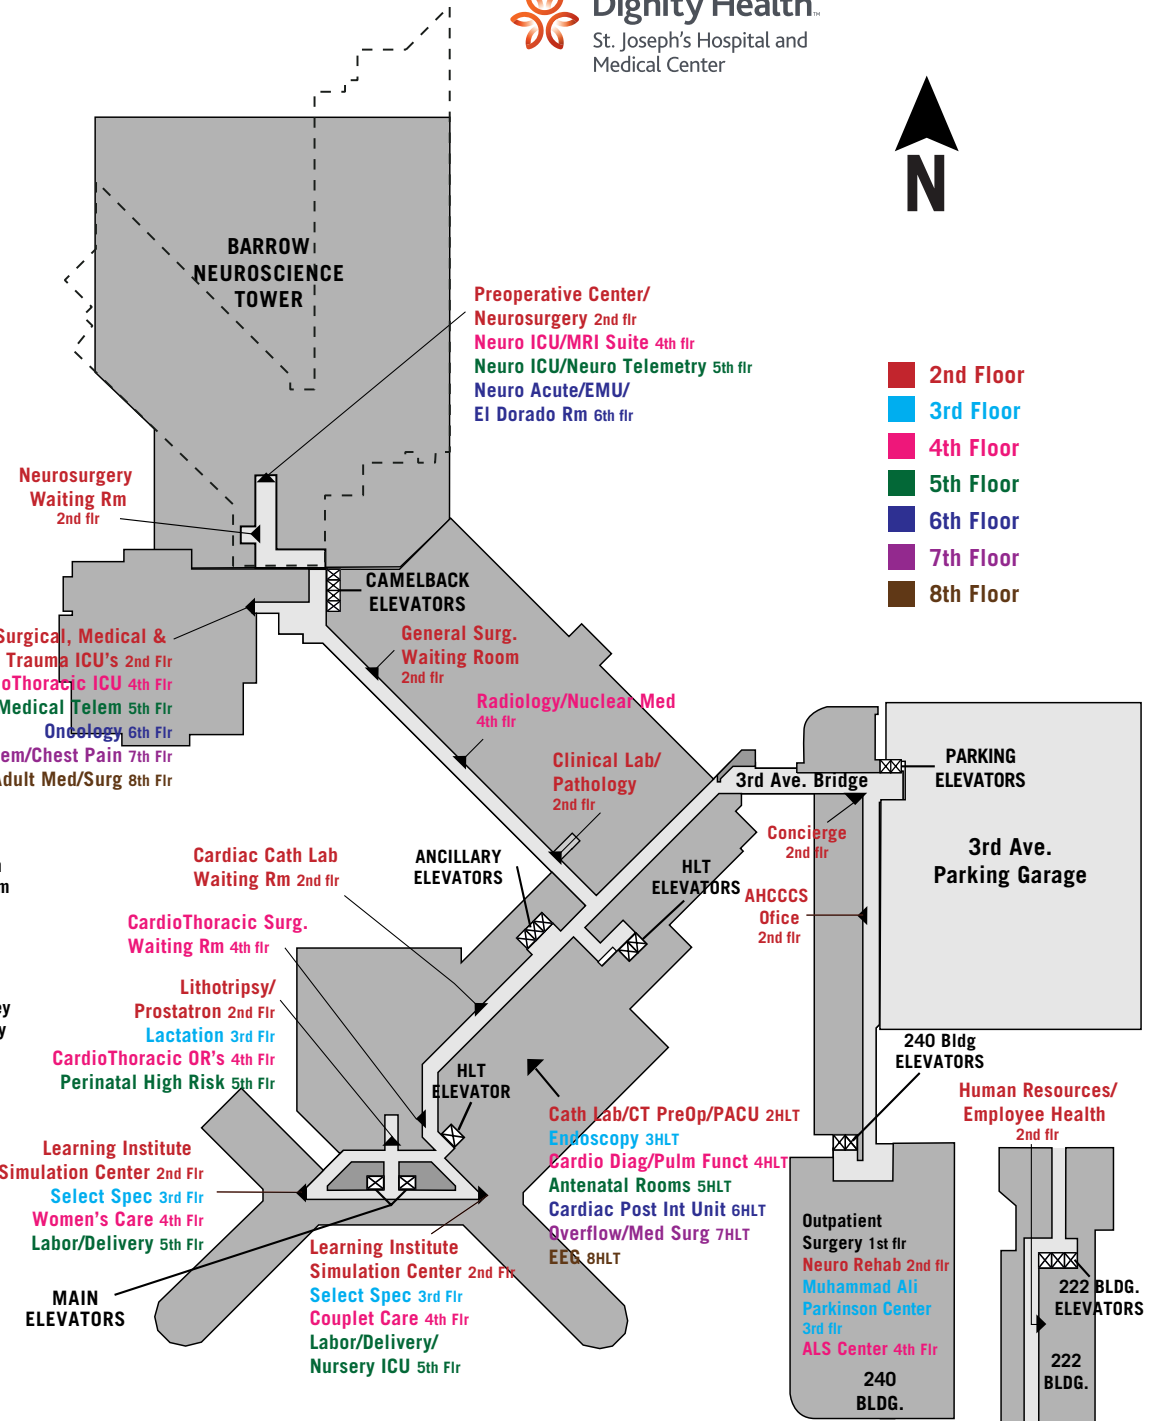 Dignity Health™
St. Joseph's Hospital and
Medical Center
N
BARROW
NEUROSCIENCE
TOWER
Preoperative Center/
Neurosurgery 2nd flr
Neuro ICU/MRI Suite 4th flr
Neuro ICU/Neuro Telemetry 5th flr
Neuro Acute/EMU/
El Dorado Rm 6th flr
2nd Floor
3rd Floor
4th Floor
5th Floor
6th Floor
7th Floor
8th Floor
Neurosurgery
Waiting Rm
2nd flr
CAMELBACK
ELEVATORS
Surgical, Medical &
Trauma ICU's 2nd Flr
oThoracic ICU 4th Flr
Medical Telem 5th Flr
Oncology 6th Flr
em/Chest Pain 7th Flr
Adult Med/Surg 8th Flr
General Surg.
Waiting Room
2nd flr
Radiology/Nuclear Med
4th flr
Clinical Lab/
Pathology
2nd flr
3rd Ave. Bridge
PARKING
ELEVATORS
Concierge
2nd flr
3rd Ave.
Parking Garage
Cardiac Cath Lab
Waiting Rm 2nd flr
ANCILLARY
ELEVATORS
HLT
ELEVATORS
AHCCCS
Ofice
2nd flr
CardioThoracic Surg.
Waiting Rm 4th flr
Lithotripsy/
Prostatron 2nd Flr
Lactation 3rd Flr
CardioThoracic OR's 4th Flr
Perinatal High Risk 5th Flr
m
ey
y
240 Bldg
ELEVATORS
HLT
ELEVATOR
Human Resources/
Employee Health
2nd flr
Cath Lab/CT PreOp/PACU 2HLT
Endoscopy 3HLT
Cardio Diag/Pulm Funct 4HLT
Antenatal Rooms 5HLT
Cardiac Post Int Unit 6HLT
Overflow/Med Surg 7HLT
EEG 8HLT
Learning Institute
Simulation Center 2nd Flr
Select Spec 3rd Flr
Women's Care 4th Flr
Labor/Delivery 5th Flr
MAIN
ELEVATORS
Learning Institute
Simulation Center 2nd Flr
Select Spec 3rd Flr
Couplet Care 4th Flr
Labor/Delivery/
Nursery ICU 5th Flr
Outpatient
Surgery 1st flr
Neuro Rehab 2nd flr
Muhammad Ali
Parkinson Center
3rd flr
ALS Center 4th Flr
240
BLDG.
222 BLDG.
ELEVATORS
222
BLDG.